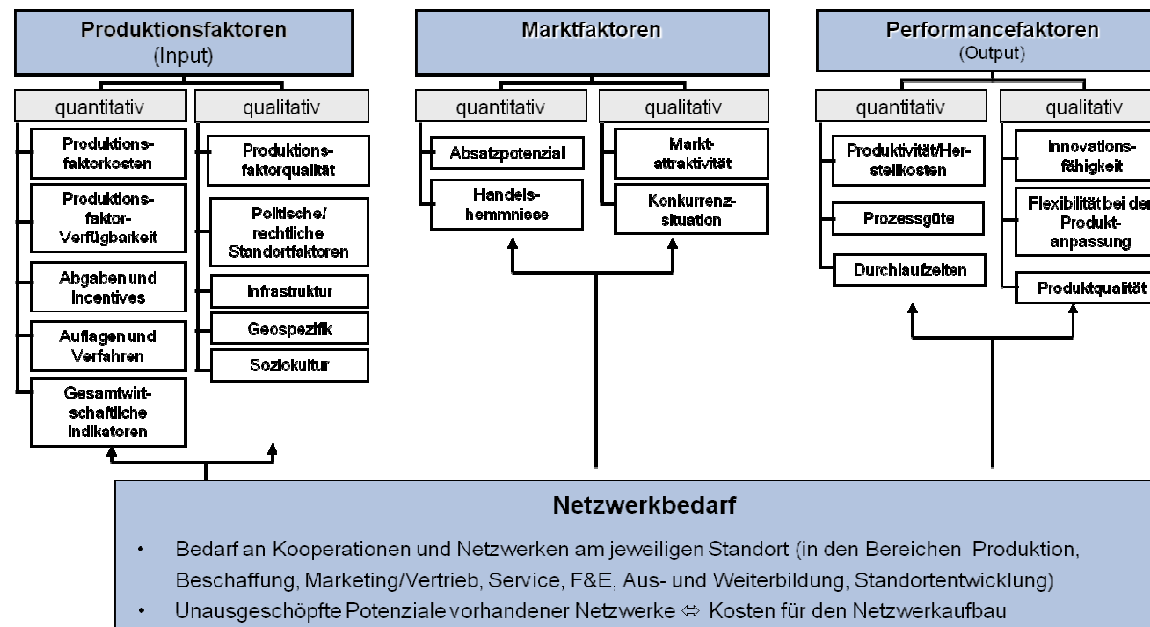 Produktionsfaktoren
(Input)
quantitativ
Produktions-
faktorkosten
Produktions-
faktor-
Verfügbarkeit
Abgaben und
Incentives
Auflagen und
Verfahren
Gesamtwirt-
schaftliche
Indikatoren
qualitativ
Produktions-
faktorqualität
Politische/
rechtliche
Standortfaktoren
Infrastruktur
Geospezifik
Soziokultur
Marktfaktoren
quantitativ
Absatzpotenzial
Handels-
hemmnisse
qualitativ
Markt-
attraktivität
Konkurrenz-
situation
Performancefaktoren
(Output)
quantitativ
Produktivität/Her-
stellkosten
Prozessgüte
Durchlaufzeiten
qualitativ
Innovations-
fähigkeit
Flexibilität bei der
Produkt-
anpassung
Produktqualität
Netzwerkbedarf
• Bedarf an Kooperationen und Netzwerken am jeweiligen Standort (in den Bereichen Produktion,
Beschaffung, Marketing/Vertrieb, Service, F&E, Aus- und Weiterbildung, Standortentwicklung)
• Unausgeschöpfte Potenziale vorhandener Netzwerke ⇔ Kosten für den Netzwerkaufbau